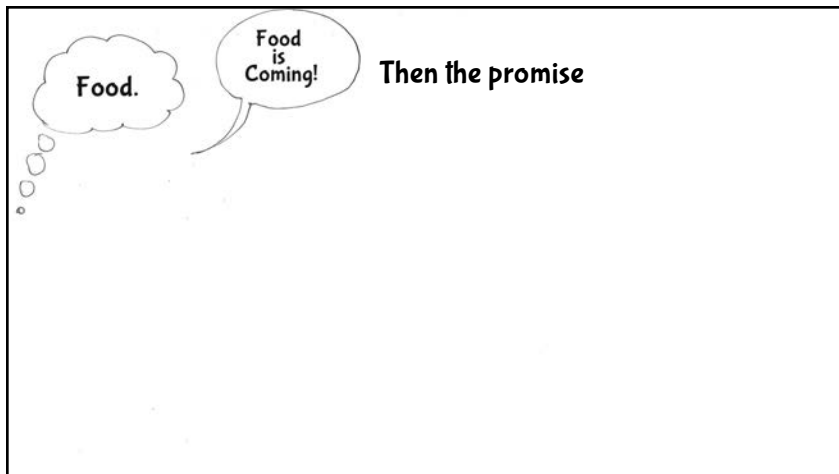 Food.
Food
is
Coming!
Then the promise